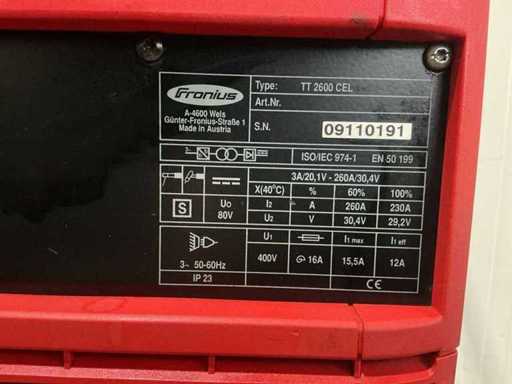 Fronius
A-4600 Wels
Günter-Fronius-Straße 1
Made in Austria
Type: TT 2600 CEL
Art.Nr.
S.N. 09110191
3~ ISO/IEC 974-1 EN 50 199
3A/20,1V - 260A/30,4V
X(40°C) % 60% 100%
S U0 80V I2 A 260A 230A
U2 V 30,4V 29,2V
U1 I1 max I1 eff
3~ 50-60Hz 400V 16A 15,5A 12A
IP 23 CE